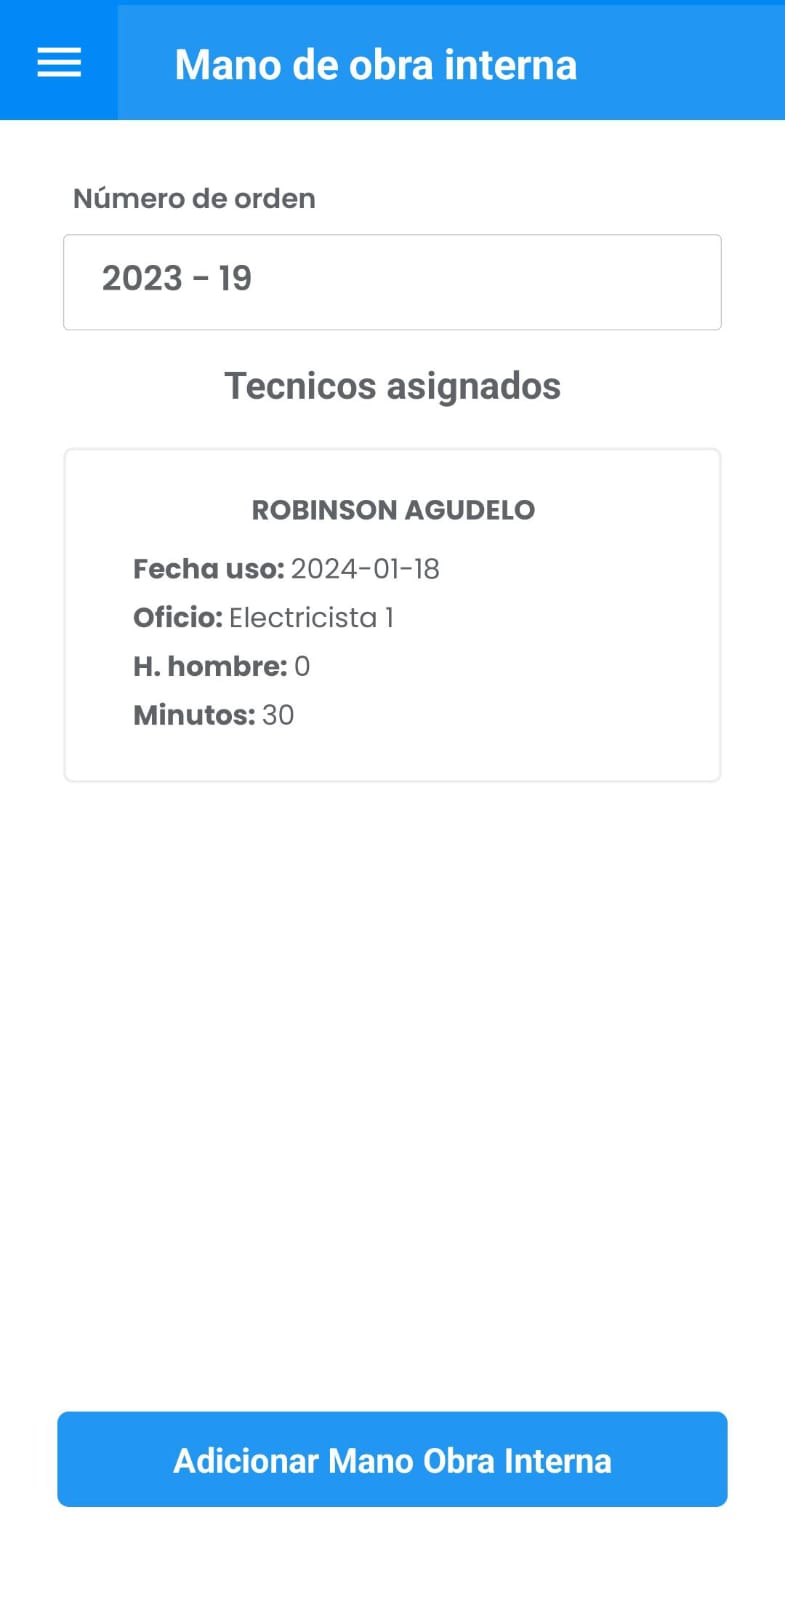 Mano de obra interna
Número de orden
2023 - 19
Tecnicos asignados
ROBINSON AGUDELO
Fecha uso: 2024-01-18
Oficio: Electricista 1
H. hombre: 0
Minutos: 30
Adicionar Mano Obra Interna